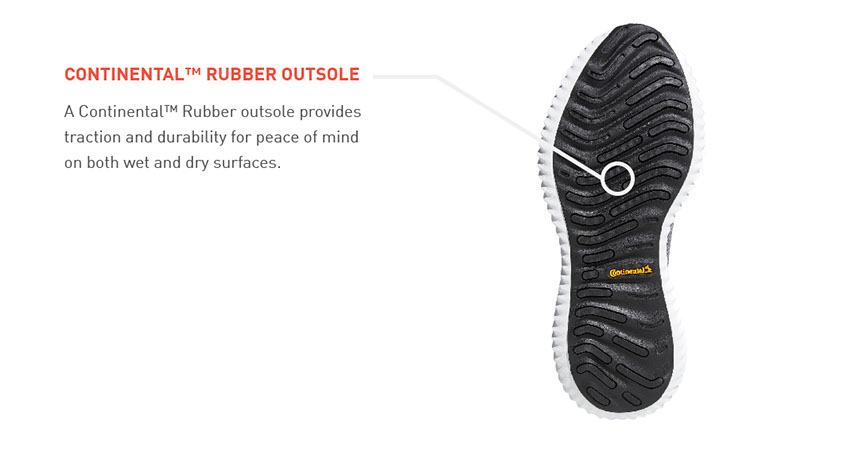 CONTINENTAL™ RUBBER OUTSOLE
A Continental™ Rubber outsole provides
traction and durability for peace of mind
on both wet and dry surfaces.
Continental